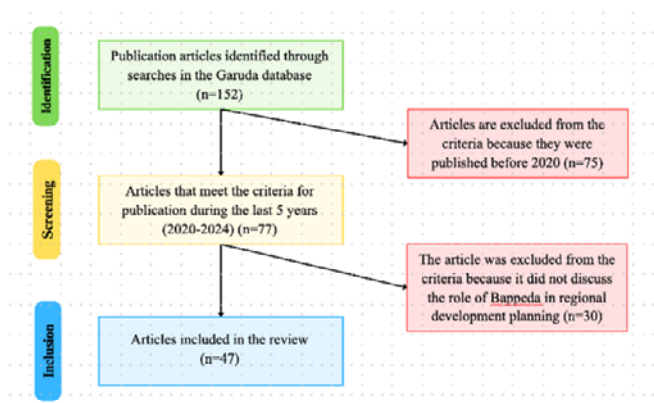 Identification
Publication articles identified through
searches in the Garuda database
(n=152)
Articles are excluded from the
criteria because they were
published before 2020 (n=75)
Screening
Articles that meet the criteria for
publication during the last 5 years
(2020-2024) (n=77)
The article was excluded from the
criteria because it did not discuss
the role of Bappeda in regional
development planning (n=30)
Inclusion
Articles included in the review
(n=47)